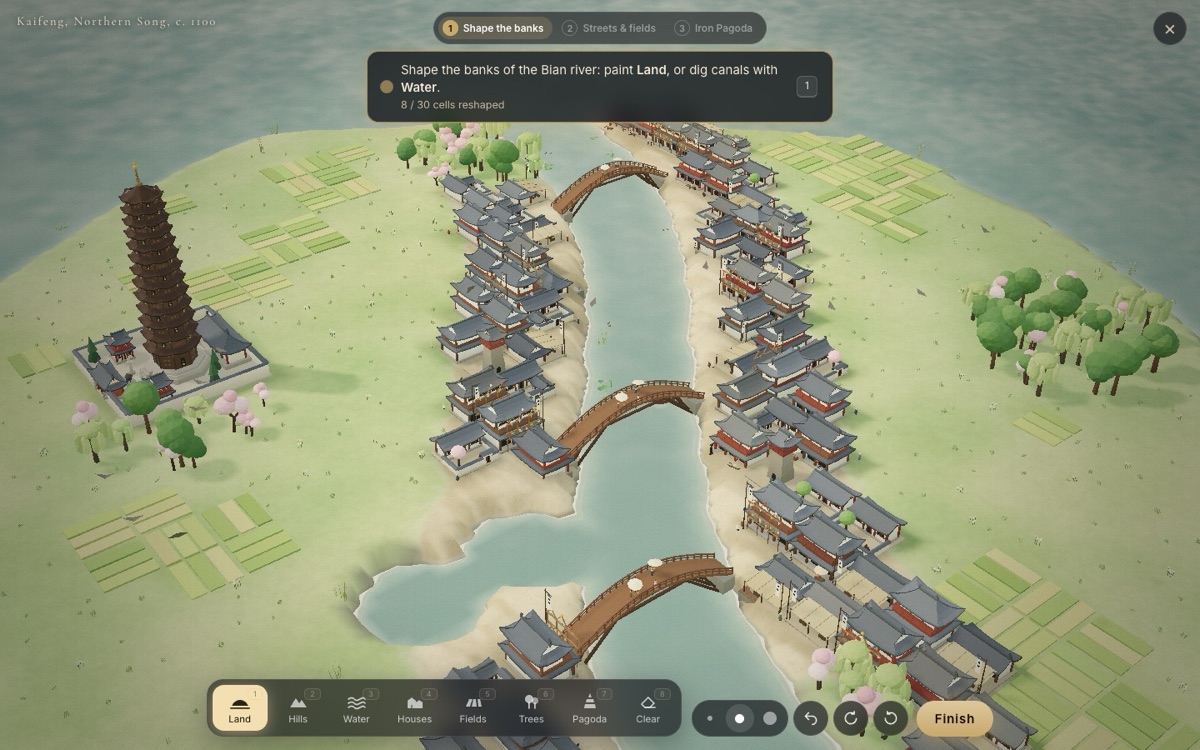 Kaifeng, Northern Song, c. 1100
1 Shape the banks
2 Streets & fields
3 Iron Pagoda
Shape the banks of the Bian river: paint Land, or dig canals with
Water.
8 / 30 cells reshaped
1
1 Land
2 Hills
3 Water
4 Houses
5 Fields
6 Trees
7 Pagoda
8 Clear
Finish